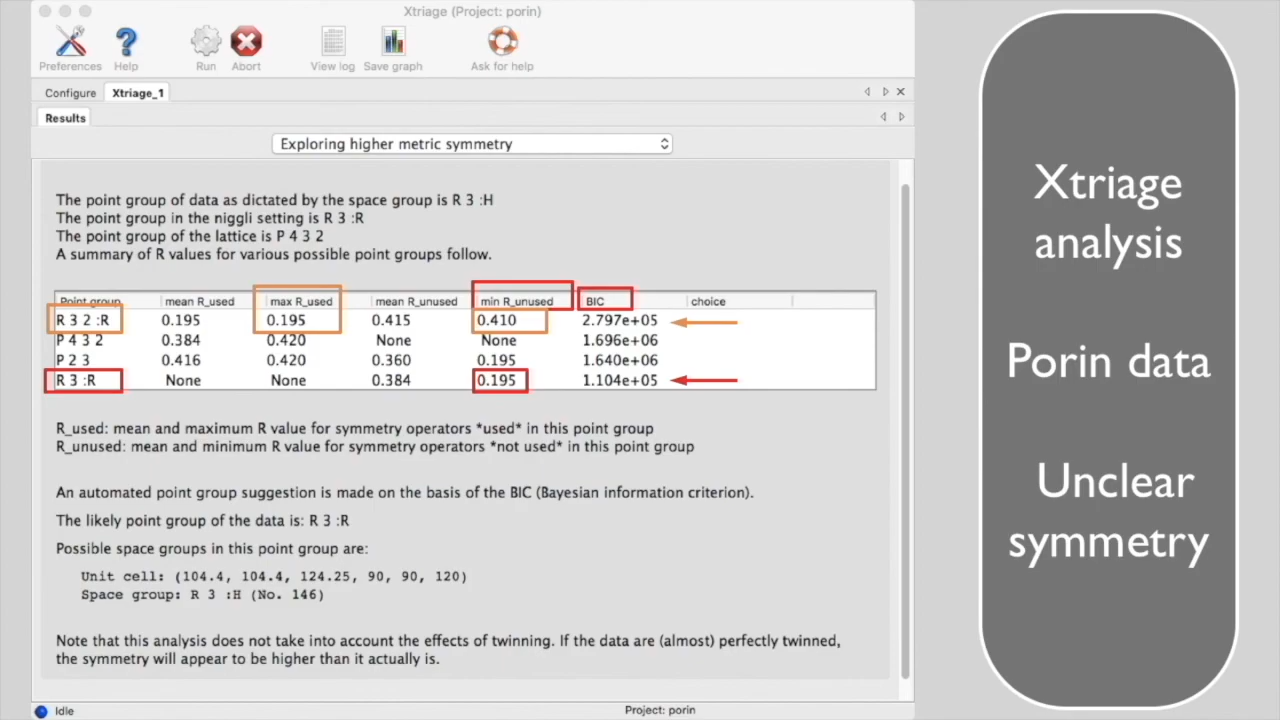 Xtriage (Project: porin)
Preferences Help Run Abort View log Save graph Ask for help
Configure Xtriage_1
Results
Exploring higher metric symmetry
The point group of data as dictated by the space group is R 3 :H
The point group in the niggli setting is R 3 :R
The point group of the lattice is P 4 3 2
A summary of R values for various possible point groups follow.
Point group mean R_used max R_used mean R_unused min R_unused BIC choice
R 3 2 :R 0.195 0.195 0.415 0.410 2.797e+05
P 4 3 2 0.384 0.420 None None 1.696e+06
P 2 3 0.416 0.420 0.360 0.195 1.640e+06
R 3 :R None None 0.384 0.195 1.104e+05
R_used: mean and maximum R value for symmetry operators *used* in this point group
R_unused: mean and minimum R value for symmetry operators *not used* in this point group
An automated point group suggestion is made on the basis of the BIC (Bayesian information criterion).
The likely point group of the data is: R 3 :R
Possible space groups in this point group are:
Unit cell: (104.4, 104.4, 124.25, 90, 90, 120)
Space group: R 3 :H (No. 146)
Note that this analysis does not take into account the effects of twinning. If the data are (almost) perfectly twinned,
the symmetry will appear to be higher than it actually is.
Idle Project: porin
Xtriage
analysis
Porin data
Unclear
symmetry